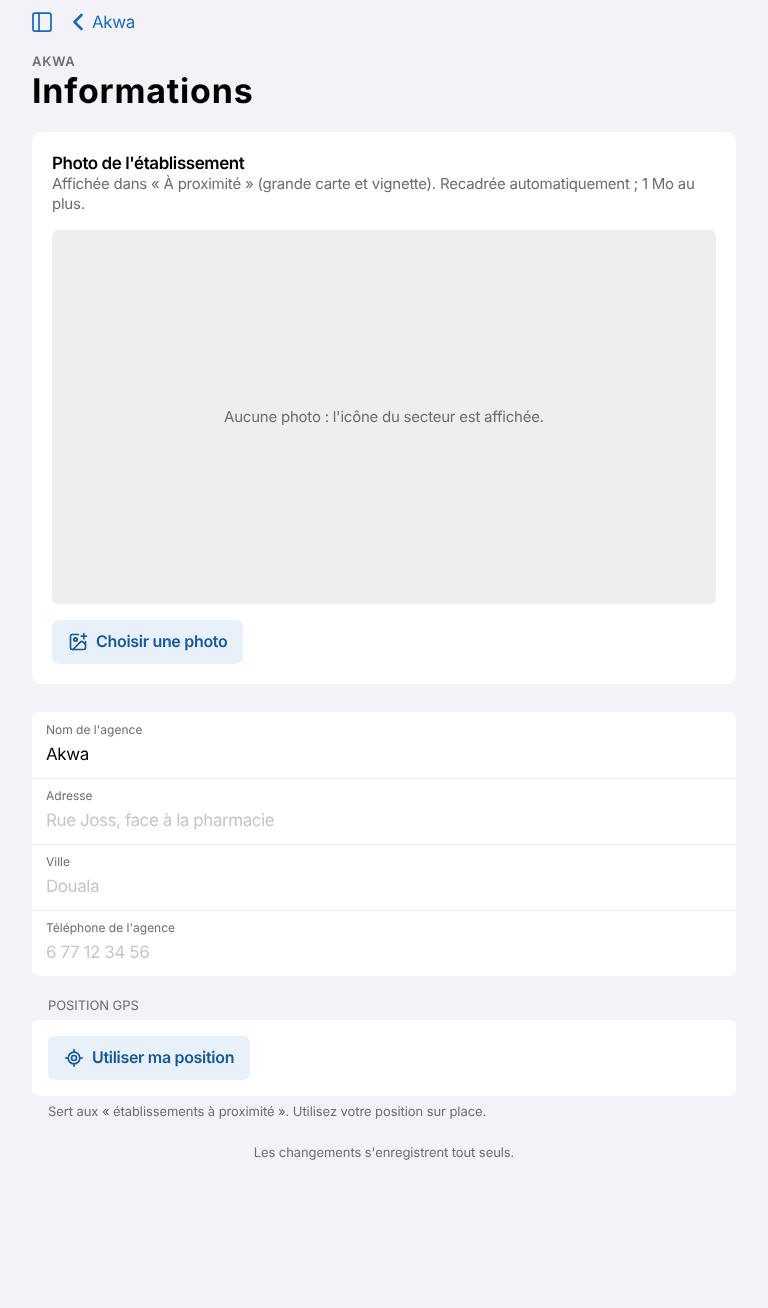 Akwa
AKWA
Informations
Photo de l'établissement
Affichée dans « À proximité » (grande carte et vignette). Recadrée automatiquement ; 1 Mo au
plus.
Aucune photo : l'icône du secteur est affichée.
Choisir une photo
Nom de l'agence
Akwa
Adresse
Rue Joss, face à la pharmacie
Ville
Douala
Téléphone de l'agence
6 77 12 34 56
POSITION GPS
Utiliser ma position
Sert aux « établissements à proximité ». Utilisez votre position sur place.
Les changements s'enregistrent tout seuls.